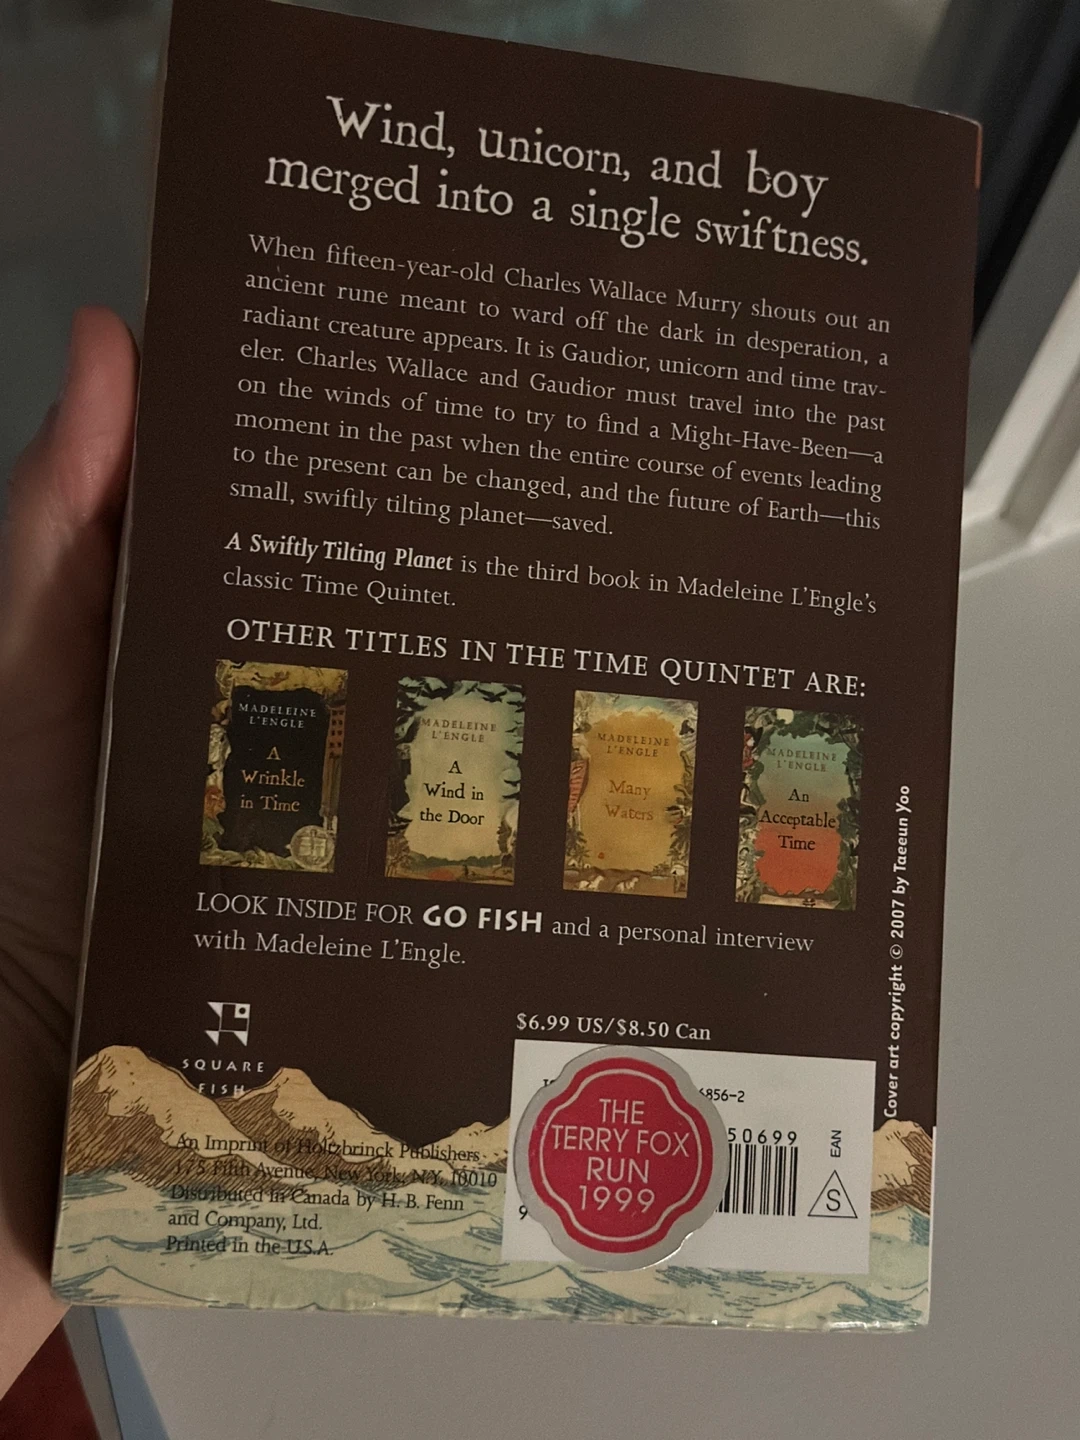 Wind, unicorn, and boy
merged into a single swiftness.
When fifteen-year-old Charles Wallace Murry shouts out an
ancient rune meant to ward off the dark in desperation, a
radiant creature appears. It is Gaudior, unicorn and time trav-
eler. Charles Wallace and Gaudior must travel into the past
on the winds of time to try to find a Might-Have-Been—a
moment in the past when the entire course of events leading
to the present can be changed, and the future of Earth—this
small, swiftly tilting planet—saved.
A Swiftly Tilting Planet is the third book in Madeleine L'Engle's
classic Time Quintet.
OTHER TITLES IN THE TIME QUINTET ARE:
MADELEINE
L'ENGLE
A
Wrinkle
in Time
MADELEINE
L'ENGLE
A
Wind in
the Door
MADELEINE
L'ENGLE
Many
Waters
MADELEINE
L'ENGLE
An
Acceptable
Time
LOOK INSIDE FOR GO FISH and a personal interview
with Madeleine L'Engle.
SQUARE
FISH
An Imprint of Holtzbrinck Publishers
175 Fifth Avenue, New York, N.Y. 10010
Distributed in Canada by H. B. Fenn
and Company, Ltd.
Printed in the U.S.A.
$6.99 US/$8.50 Can
6856-2
50699
EAN
S
9
THE
TERRY FOX
RUN
1999
Cover art copyright © 2007 by Taeeun Yoo